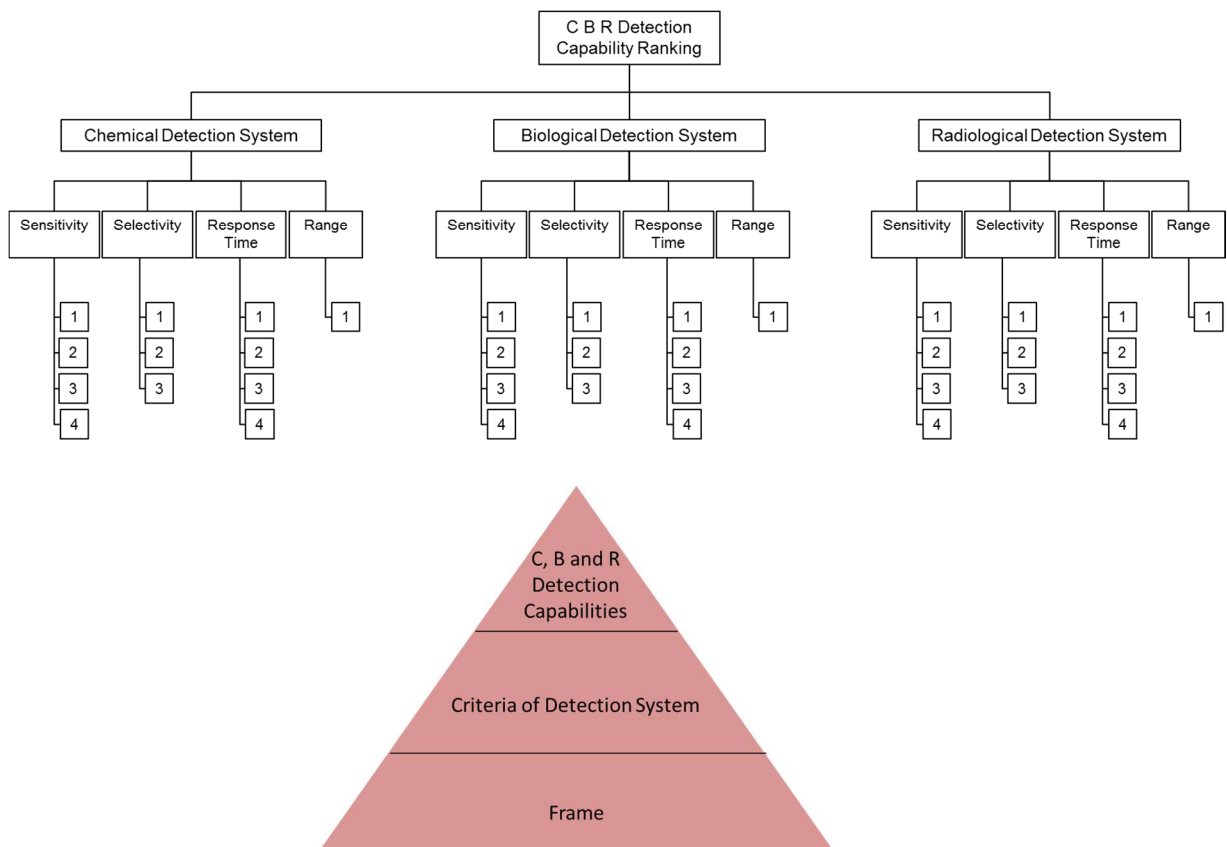 C B R Detection
Capability Ranking
Chemical Detection System
Biological Detection System
Radiological Detection System
Sensitivity
Selectivity
Response
Time
Range
Sensitivity
Selectivity
Response
Time
Range
Sensitivity
Selectivity
Response
Time
Range
1
1
1
1
1
1
1
1
1
1
1
1
2
2
2
2
2
2
2
2
2
3
3
3
3
3
3
3
3
3
4
4
4
4
4
4
C, B and R
Detection
Capabilities
Criteria of Detection System
Frame